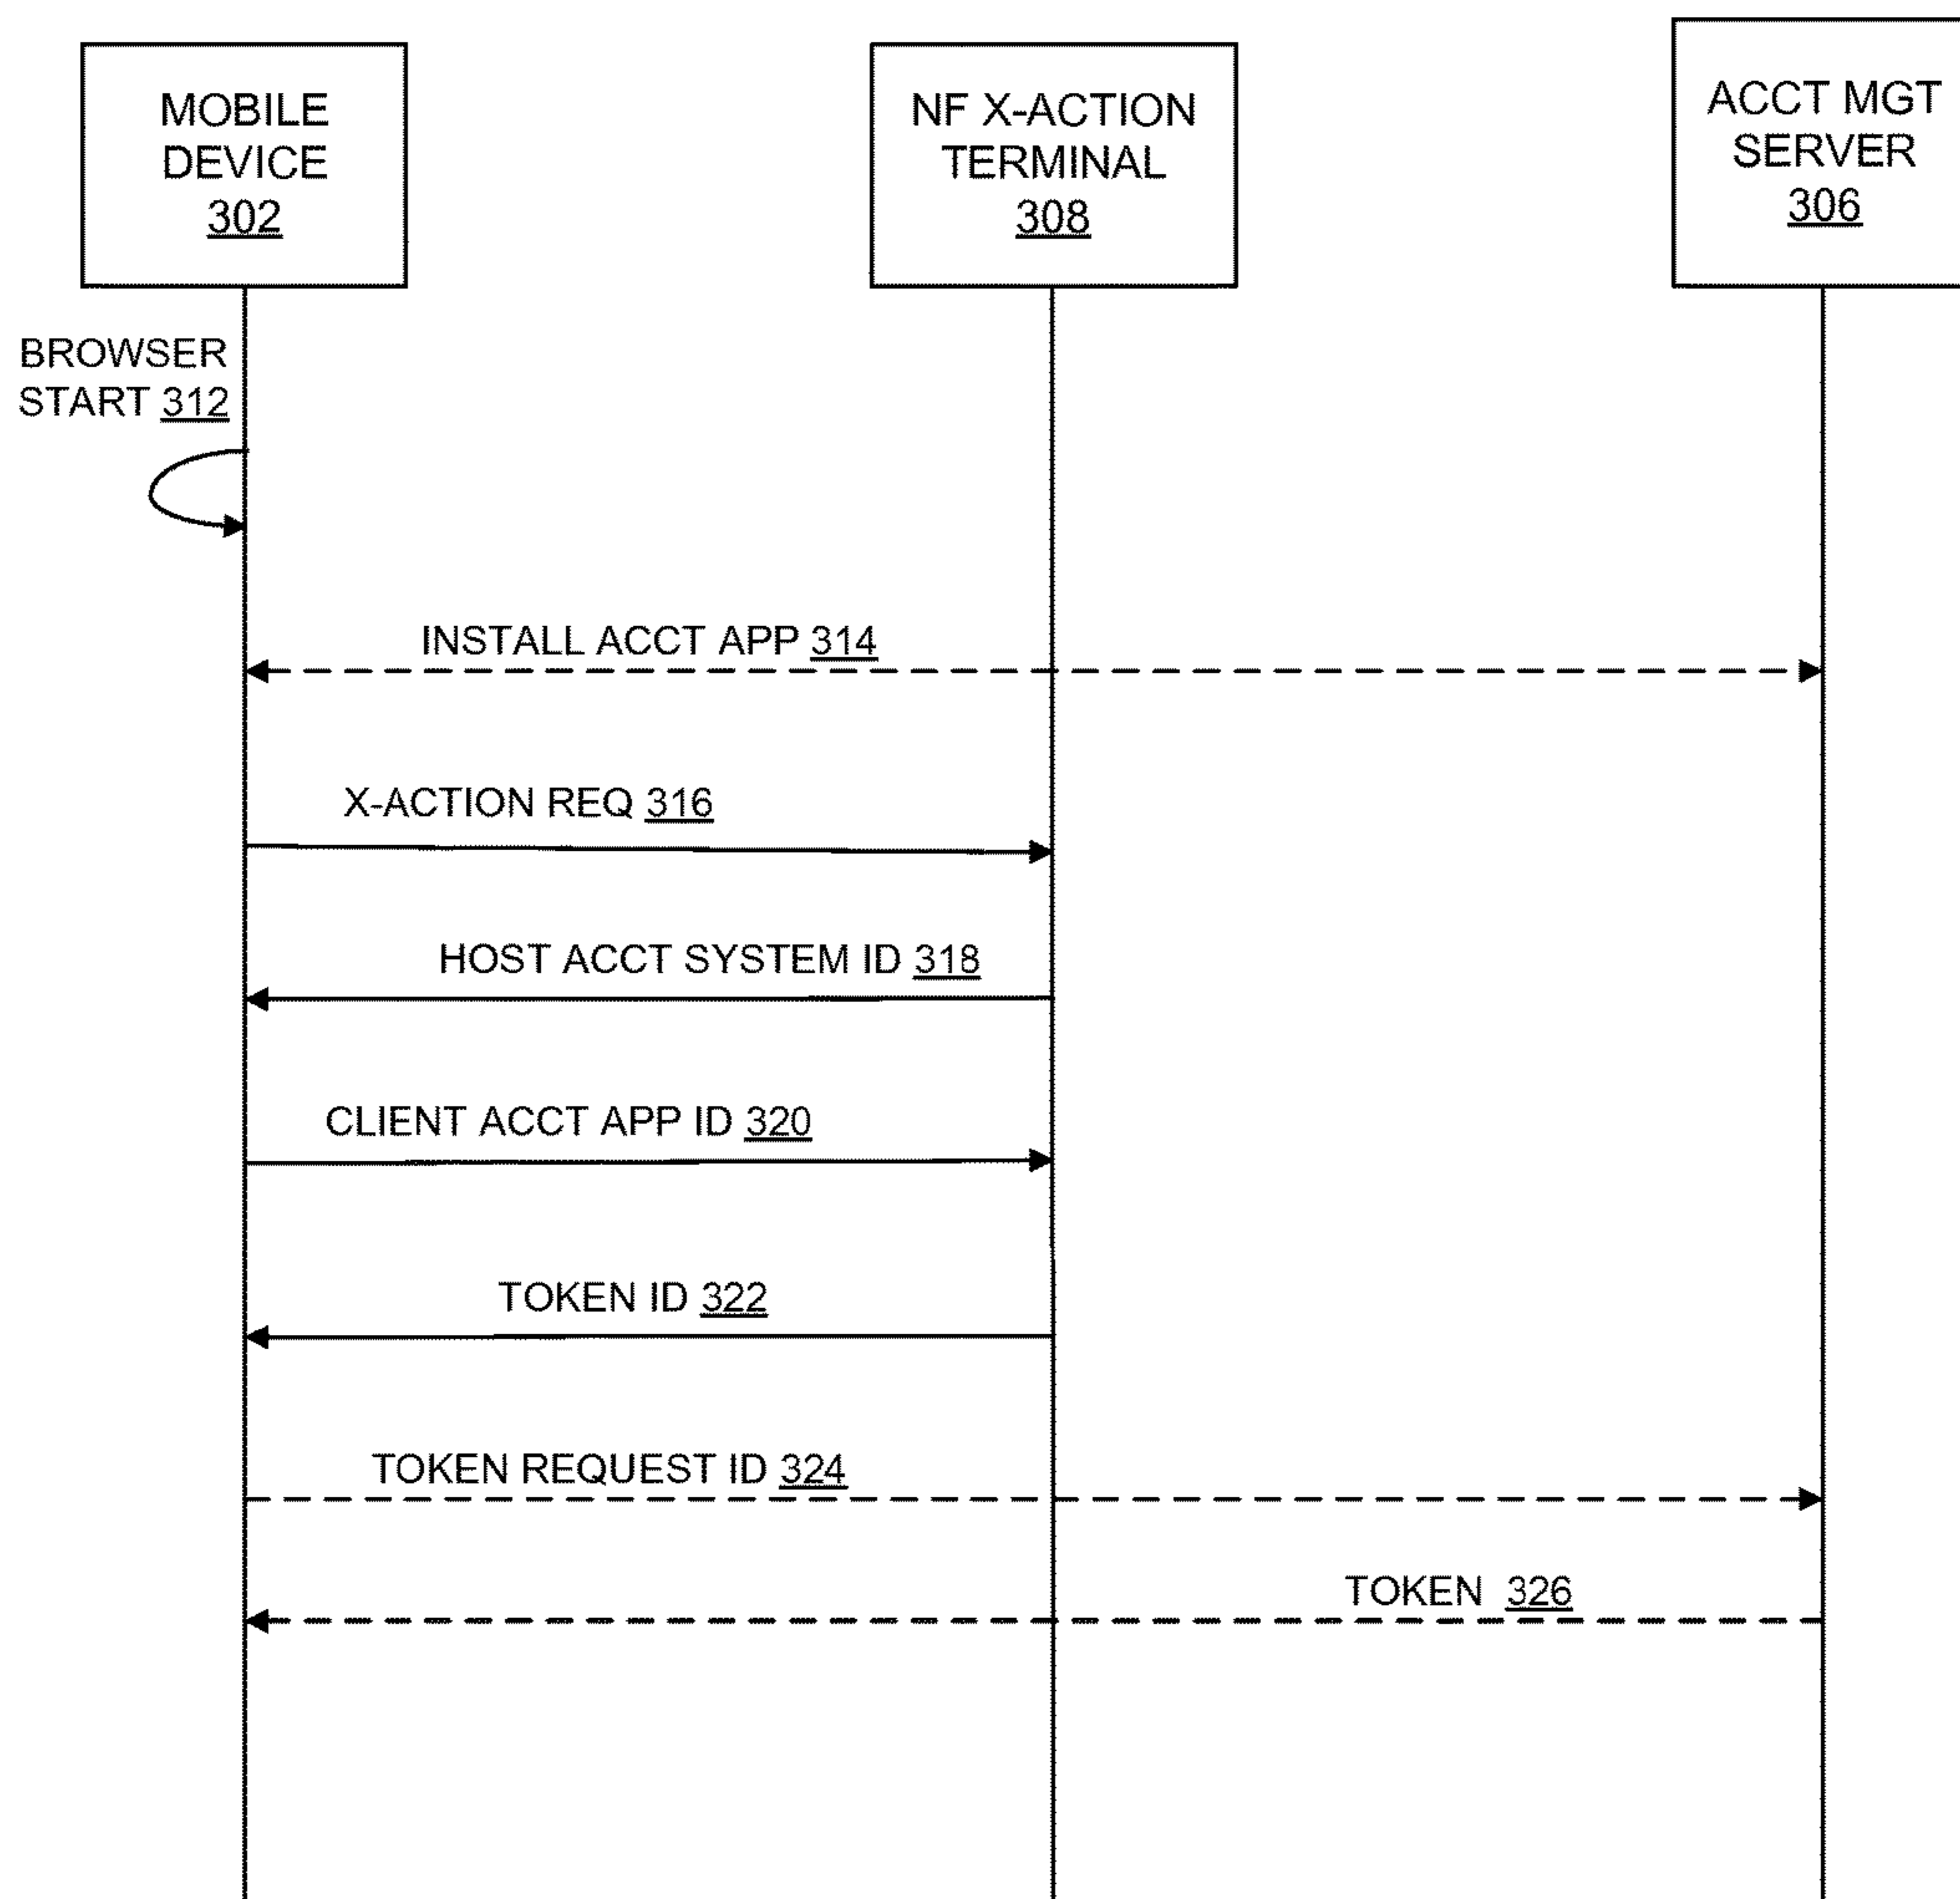 MOBILE
DEVICE
302
NF X-ACTION
TERMINAL
308
ACCT MGT
SERVER
306
BROWSER
START 312
INSTALL ACCT APP 314
X-ACTION REQ 316
HOST ACCT SYSTEM ID 318
CLIENT ACCT APP ID 320
TOKEN ID 322
TOKEN REQUEST ID 324
TOKEN 326